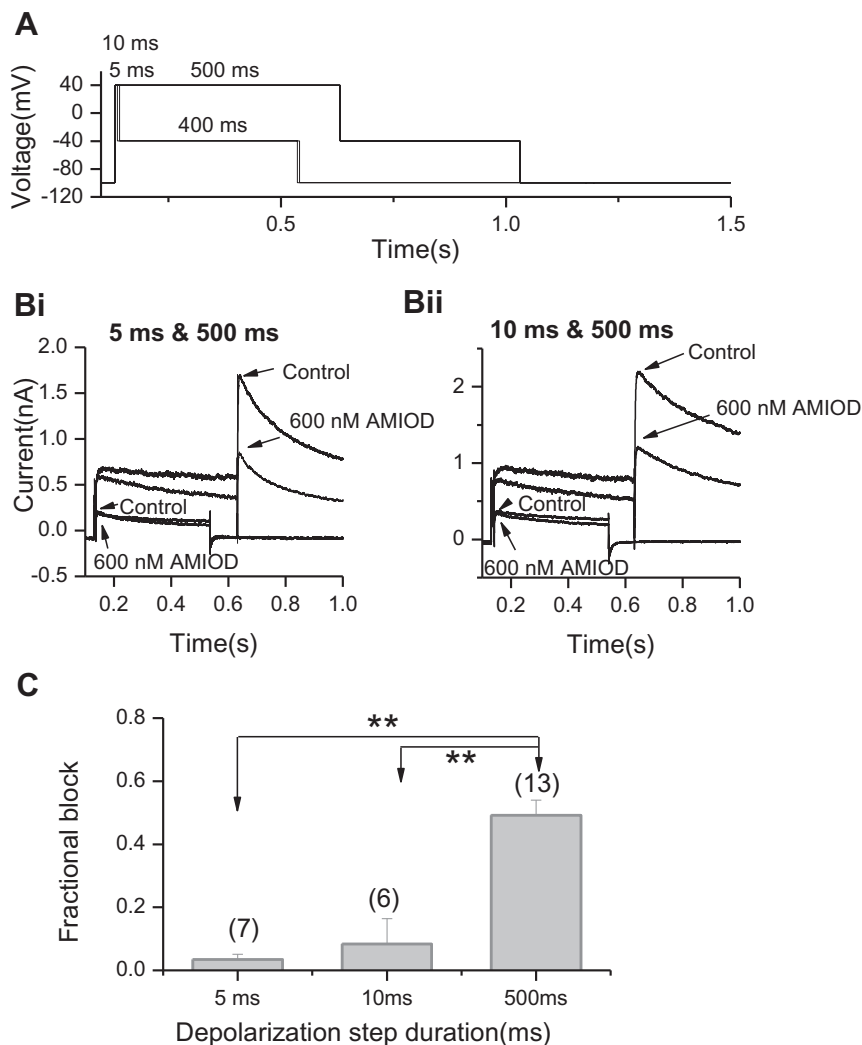 A
10 ms
5 ms 500 ms
400 ms
Voltage(mV)
40
0
-40
-80
-120
0.5 1.0 1.5
Time(s)
Bi
5 ms & 500 ms
Current(nA)
2.0
1.5
1.0
0.5
0.0
-0.5
Control
600 nM AMIOD
Control
600 nM AMIOD
0.2 0.4 0.6 0.8 1.0
Time(s)
Bii
10 ms & 500 ms
2
1
0
Control
600 nM AMIOD
Control
600 nM AMIOD
0.2 0.4 0.6 0.8 1.0
Time(s)
C
Fractional block
0.8
0.6
0.4
0.2
0.0
**
**
(7)
(6)
(13)
5 ms 10ms 500ms
Depolarization step duration(ms)